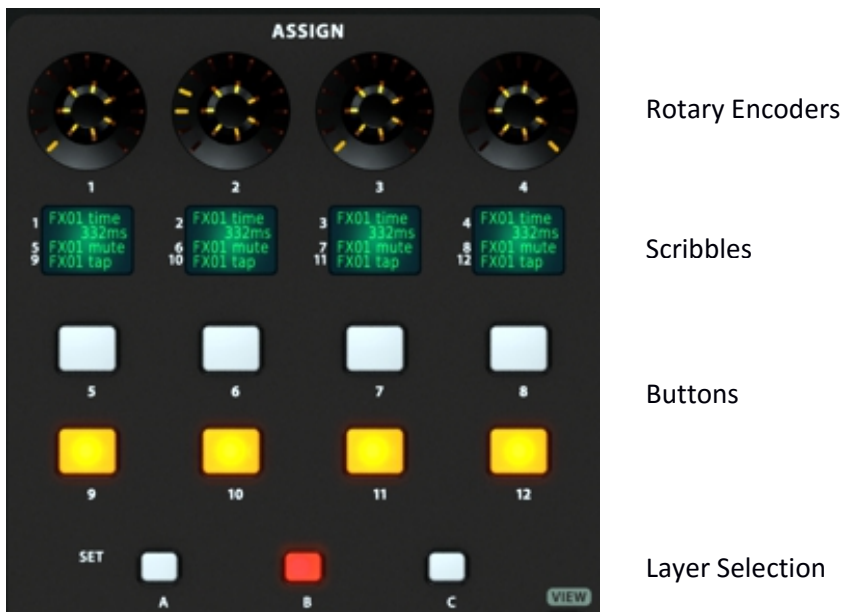 ASSIGN
Rotary Encoders
1 2 3 4
1 FX01 time 2 FX01 time 3 FX01 time 4 FX01 time
332ms 332ms 332ms 332ms
5 FX01 mute 6 FX01 mute 7 FX01 mute 8 FX01 mute
9 FX01 tap 10 FX01 tap 11 FX01 tap 12 FX01 tap
Scribbles
5 6 7 8
Buttons
9 10 11 12
SET
Layer Selection
A B C VIEW